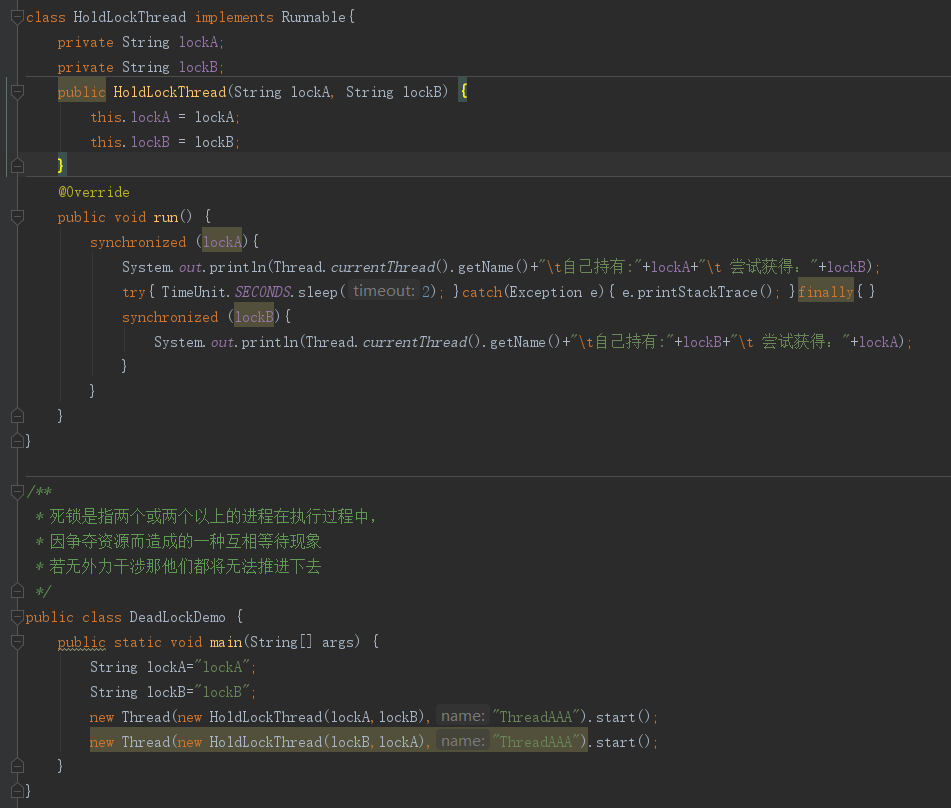 class HoldLockThread implements Runnable{
    private String lockA;
    private String lockB;
    public HoldLockThread(String lockA, String lockB) {
        this.lockA = lockA;
        this.lockB = lockB;
    }
    @Override
    public void run() {
        synchronized (lockA){
            System.out.println(Thread.currentThread().getName()+"\t自己持有:"+lockA+"\t 尝试获得："+lockB);
            try{ TimeUnit.SECONDS.sleep( timeout: 2); }catch(Exception e){ e.printStackTrace(); }finally{ }
            synchronized (lockB){
                System.out.println(Thread.currentThread().getName()+"\t自己持有:"+lockB+"\t 尝试获得："+lockA);
            }
        }
    }
}
/**
 * 死锁是指两个或两个以上的进程在执行过程中，
 * 因争夺资源而造成的一种互相等待现象
 * 若无外力干涉那他们都将无法推进下去
 */
public class DeadLockDemo {
    public static void main(String[] args) {
        String lockA="lockA";
        String lockB="lockB";
        new Thread(new HoldLockThread(lockA,lockB), name: "ThreadAAA").start();
        new Thread(new HoldLockThread(lockB,lockA), name: "ThreadAAA").start();
    }
}